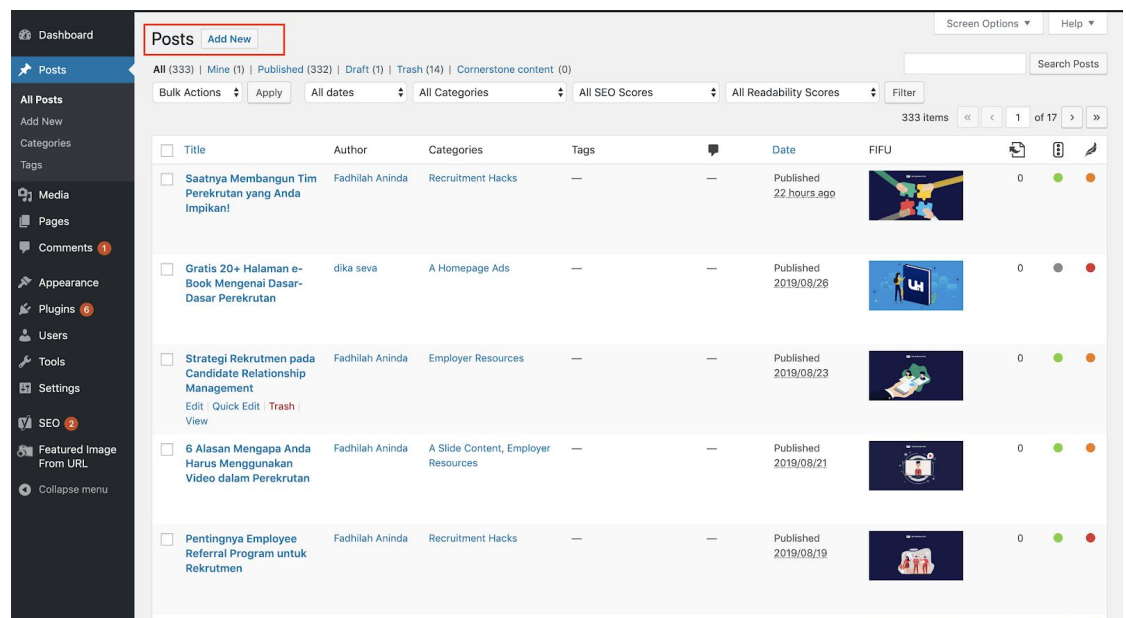 Screen Options ▼ Help ▼
Dashboard
Posts Add New
Posts
All (333) | Mine (1) | Published (332) | Draft (1) | Trash (14) | Cornerstone content (0)
Search Posts
Bulk Actions Apply All dates All Categories All SEO Scores All Readability Scores Filter
333 items « ‹ 1 of 17 › »
All Posts
Add New
Categories
Tags
Media
Pages
Comments 1
Appearance
Plugins 6
Users
Tools
Settings
SEO 2
Featured Image
From URL
Collapse menu
Title Author Categories Tags Date FIFU
Saatnya Membangun Tim Fadhilah Aninda Recruitment Hacks — — Published 0
Perekrutan yang Anda 22 hours ago
Impikan!
Gratis 20+ Halaman e- dika seva A Homepage Ads — — Published 0
Book Mengenai Dasar- 2019/08/26
Dasar Perekrutan
Strategi Rekrutmen pada Fadhilah Aninda Employer Resources — — Published 0
Candidate Relationship 2019/08/23
Management
Edit | Quick Edit | Trash |
View
6 Alasan Mengapa Anda Fadhilah Aninda A Slide Content, Employer — — Published 0
Harus Menggunakan Resources 2019/08/21
Video dalam Perekrutan
Pentingnya Employee Fadhilah Aninda Recruitment Hacks — — Published 0
Referral Program untuk 2019/08/19
Rekrutmen